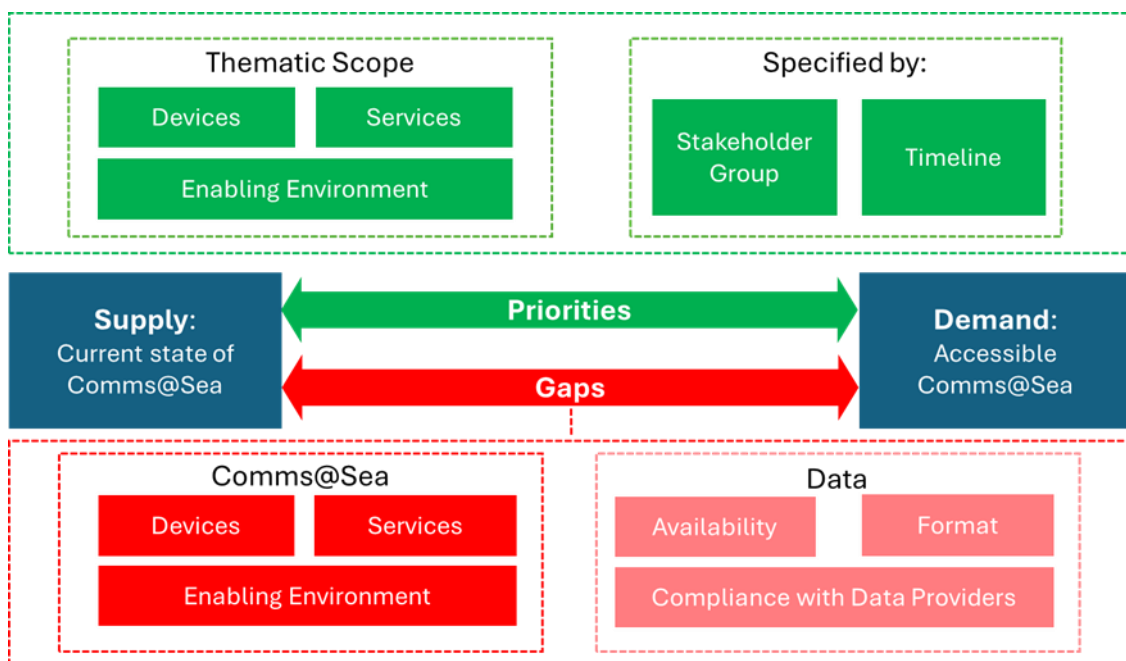 Thematic Scope
Devices
Services
Enabling Environment
Specified by:
Stakeholder
Group
Timeline
Supply:
Current state of
Comms@Sea
Priorities
Gaps
Demand:
Accessible
Comms@Sea
Comms@Sea
Devices
Services
Enabling Environment
Data
Availability
Format
Compliance with Data Providers